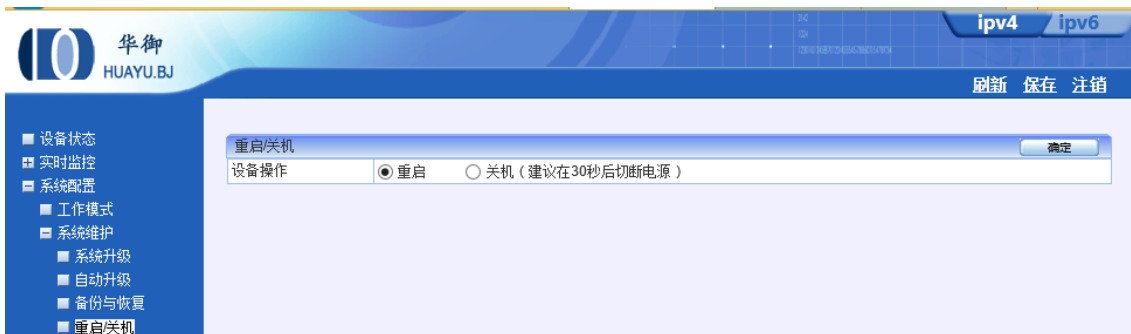 华御
HUAYU.BJ
ipv4 ipv6
刷新 保存 注销
设备状态
实时监控
系统配置
工作模式
系统维护
系统升级
自动升级
备份与恢复
重启/关机
重启/关机 确定
设备操作 重启 关机（建议在30秒后切断电源）